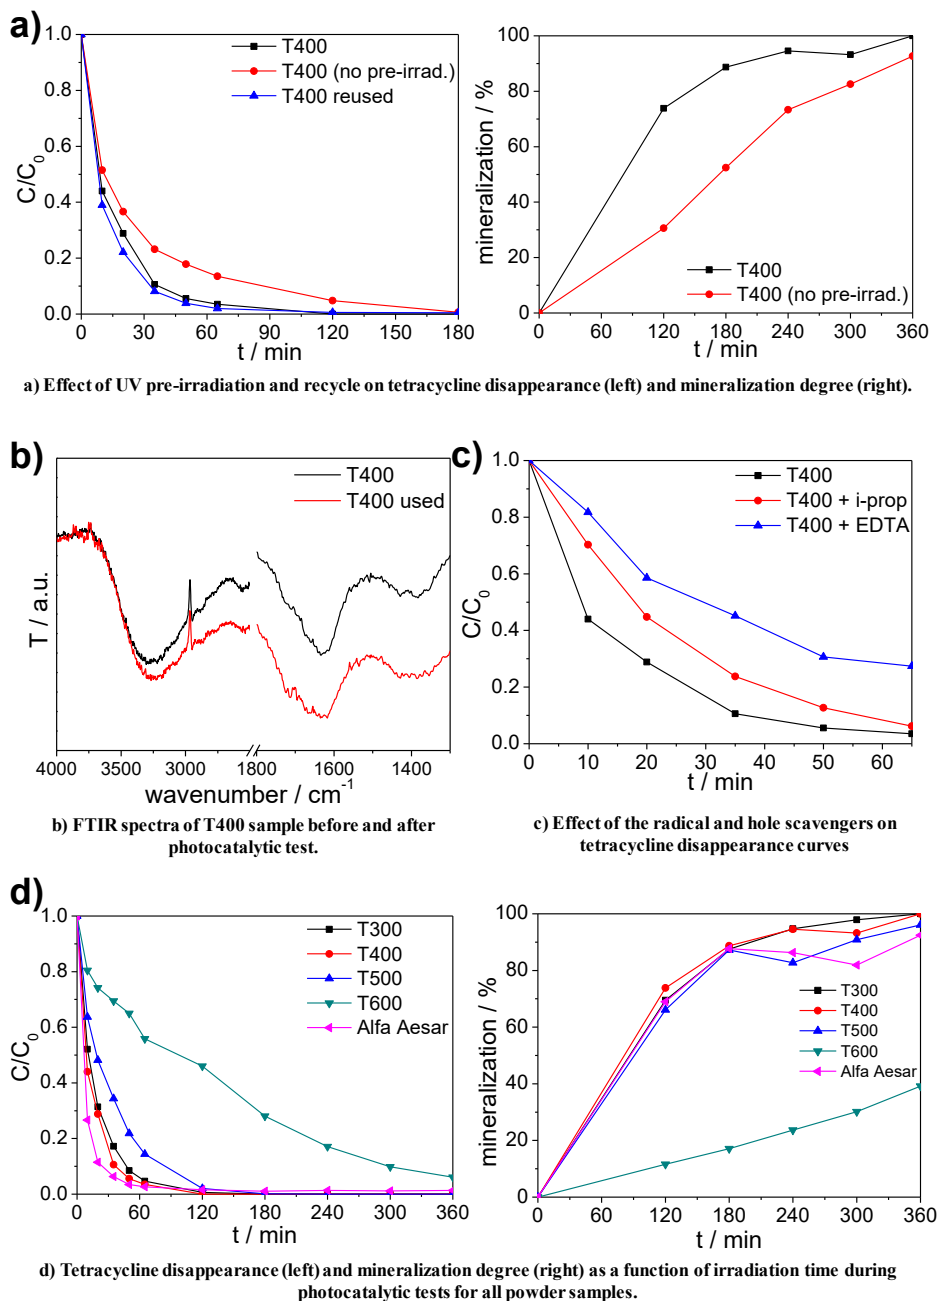 a)
1.0
0.8
0.6
0.4
0.2
0.0
C/C0
T400
T400 (no pre-irrad.)
T400 reused
0 30 60 90 120 150 180
t / min
100
80
60
40
20
0
mineralization / %
T400
T400 (no pre-irrad.)
0 60 120 180 240 300 360
t / min
a) Effect of UV pre-irradiation and recycle on tetracycline disappearance (left) and mineralization degree (right).
b)
T / a.u.
T400
T400 used
4000 3500 3000 1800 1600 1400
wavenumber / cm-1
b) FTIR spectra of T400 sample before and after
photocatalytic test.
c)
1.0
0.8
0.6
0.4
0.2
0.0
C/C0
T400
T400 + i-prop
T400 + EDTA
0 10 20 30 40 50 60
t / min
c) Effect of the radical and hole scavengers on
tetracycline disappearance curves
d)
1.0
0.8
0.6
0.4
0.2
0.0
C/C0
T300
T400
T500
T600
Alfa Aesar
0 60 120 180 240 300 360
t / min
100
80
60
40
20
0
mineralization / %
T300
T400
T500
T600
Alfa Aesar
0 60 120 180 240 300 360
t / min
d) Tetracycline disappearance (left) and mineralization degree (right) as a function of irradiation time during
photocatalytic tests for all powder samples.